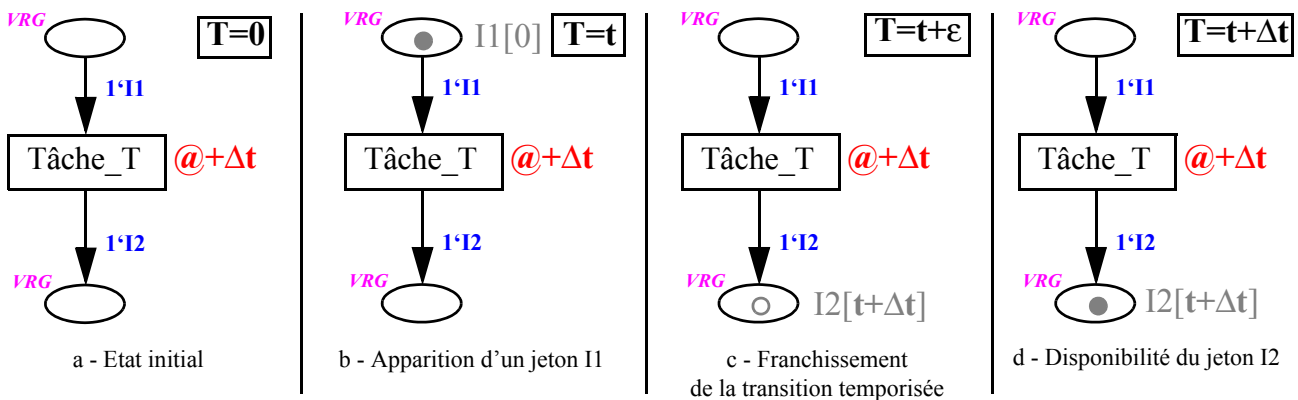 VRG
T=0
1‘I1
Tâche_T
@+Δt
1‘I2
VRG
a - Etat initial
VRG
I1[0]
T=t
1‘I1
Tâche_T
@+Δt
1‘I2
VRG
b - Apparition d’un jeton I1
VRG
T=t+ε
1‘I1
Tâche_T
@+Δt
1‘I2
VRG
I2[t+Δt]
c - Franchissement
de la transition temporisée
VRG
T=t+Δt
1‘I1
Tâche_T
@+Δt
1‘I2
VRG
I2[t+Δt]
d - Disponibilité du jeton I2